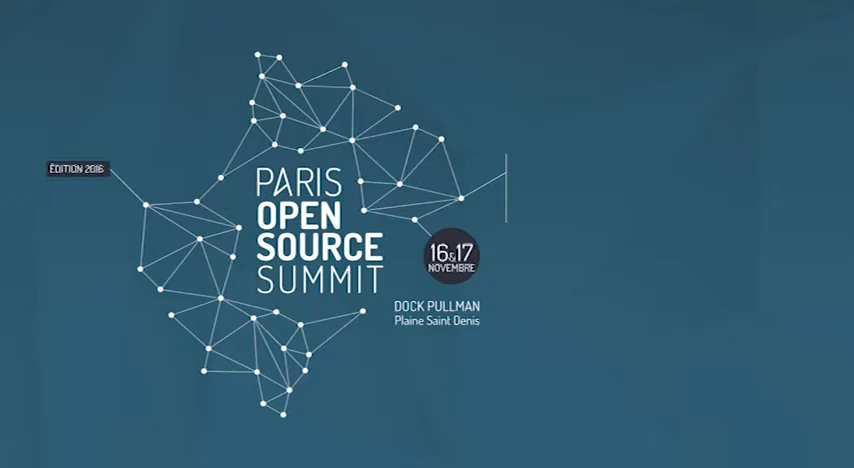 ÉDITION 2016
PARIS
OPEN
SOURCE
SUMMIT
16&17
NOVEMBRE
DOCK PULLMAN
Plaine Saint Denis